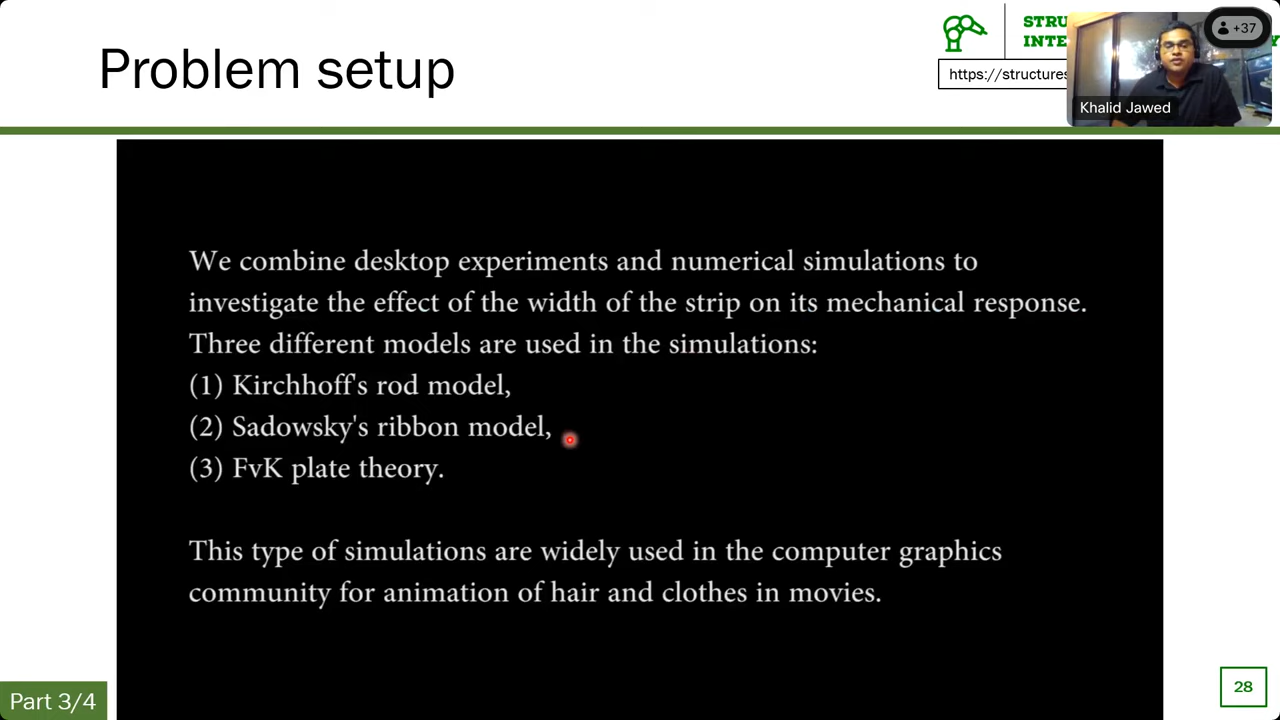 Problem setup
STRU
INTE
https://structures
+37
Khalid Jawed
We combine desktop experiments and numerical simulations to
investigate the effect of the width of the strip on its mechanical response.
Three different models are used in the simulations:
(1) Kirchhoff's rod model,
(2) Sadowsky's ribbon model,
(3) FvK plate theory.
This type of simulations are widely used in the computer graphics
community for animation of hair and clothes in movies.
Part 3/4
28